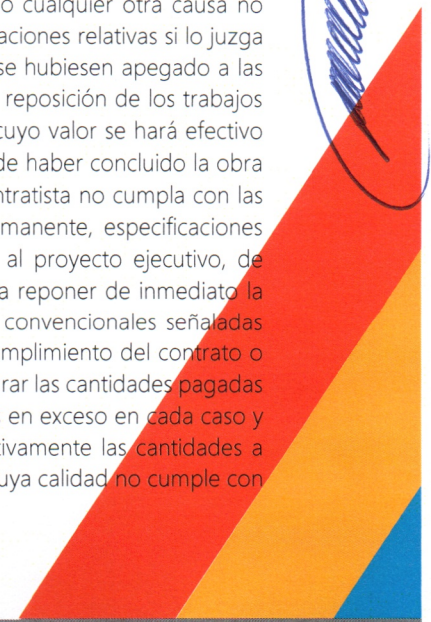 o cualquier otra causa no
aciones relativas si lo juzga
se hubiesen apegado a las
reposición de los trabajos
cuyo valor se hará efectivo
de haber concluido la obra
ntratista no cumpla con las
manente, especificaciones
al proyecto ejecutivo, de
a reponer de inmediato la
convencionales señaladas
mplimiento del contrato o
rar las cantidades pagadas
en exceso en cada caso y
tivamente las cantidades a
uya calidad no cumple con